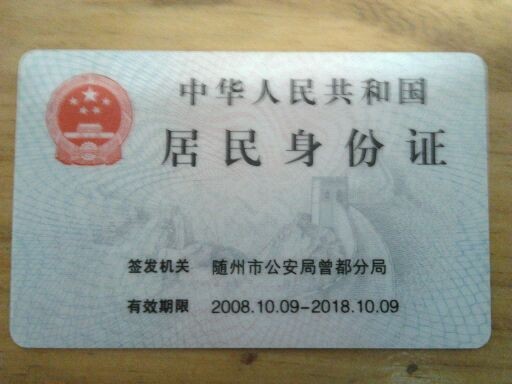 中华人民共和国
居民身份证
签发机关 随州市公安局曾都分局
有效期限 2008.10.09-2018.10.09